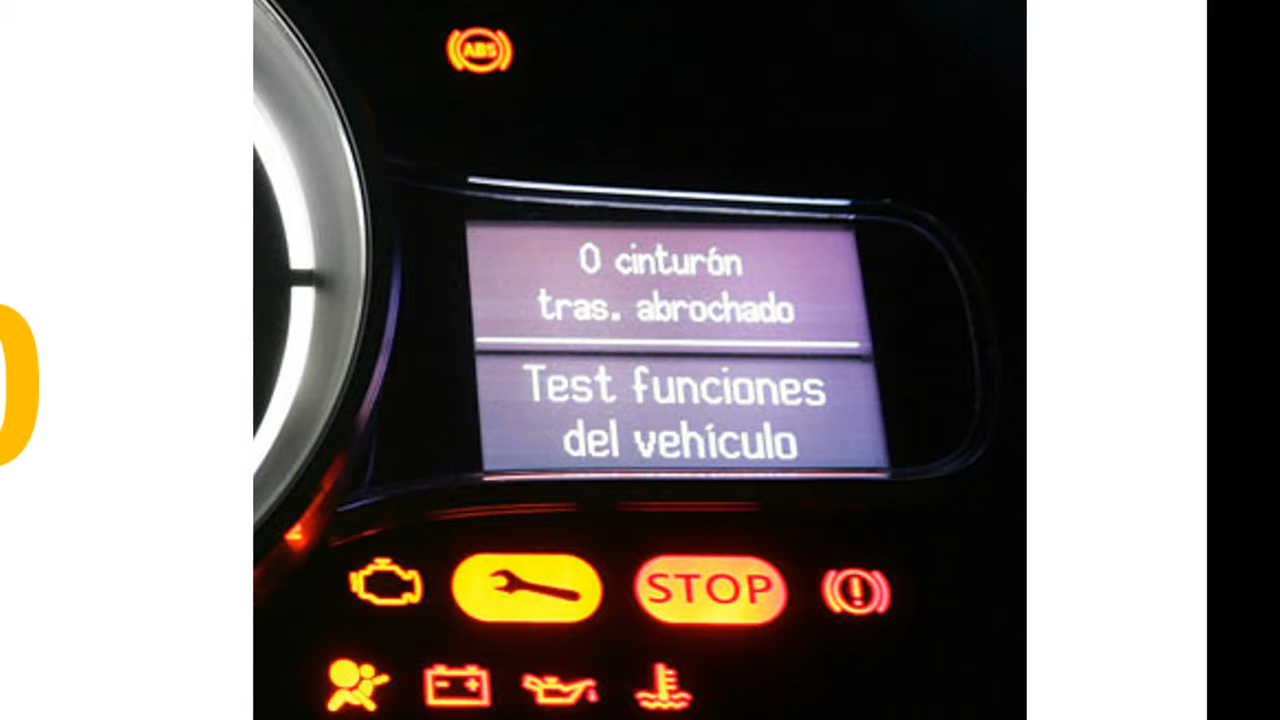 ABS
0 cinturón
tras. abrochado
Test funciones
del vehículo
STOP